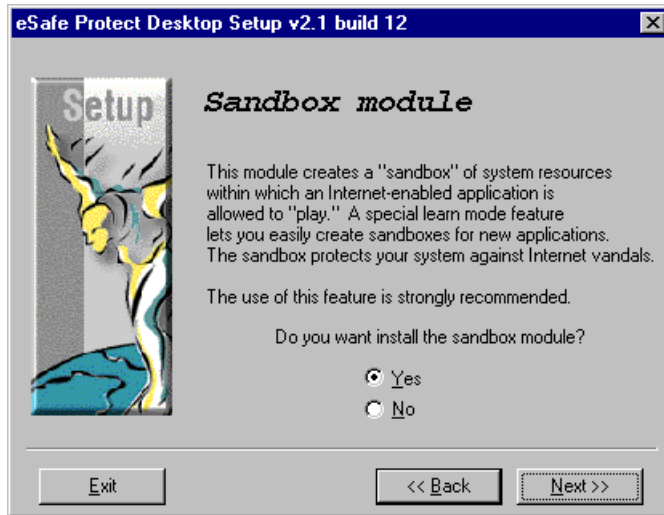 eSafe Protect Desktop Setup v2.1 build 12
Setup
Sandbox module
This module creates a "sandbox" of system resources
within which an Internet-enabled application is
allowed to "play." A special learn mode feature
lets you easily create sandboxes for new applications.
The sandbox protects your system against Internet vandals.
The use of this feature is strongly recommended.
Do you want install the sandbox module?
Yes
No
Exit
<< Back
Next >>